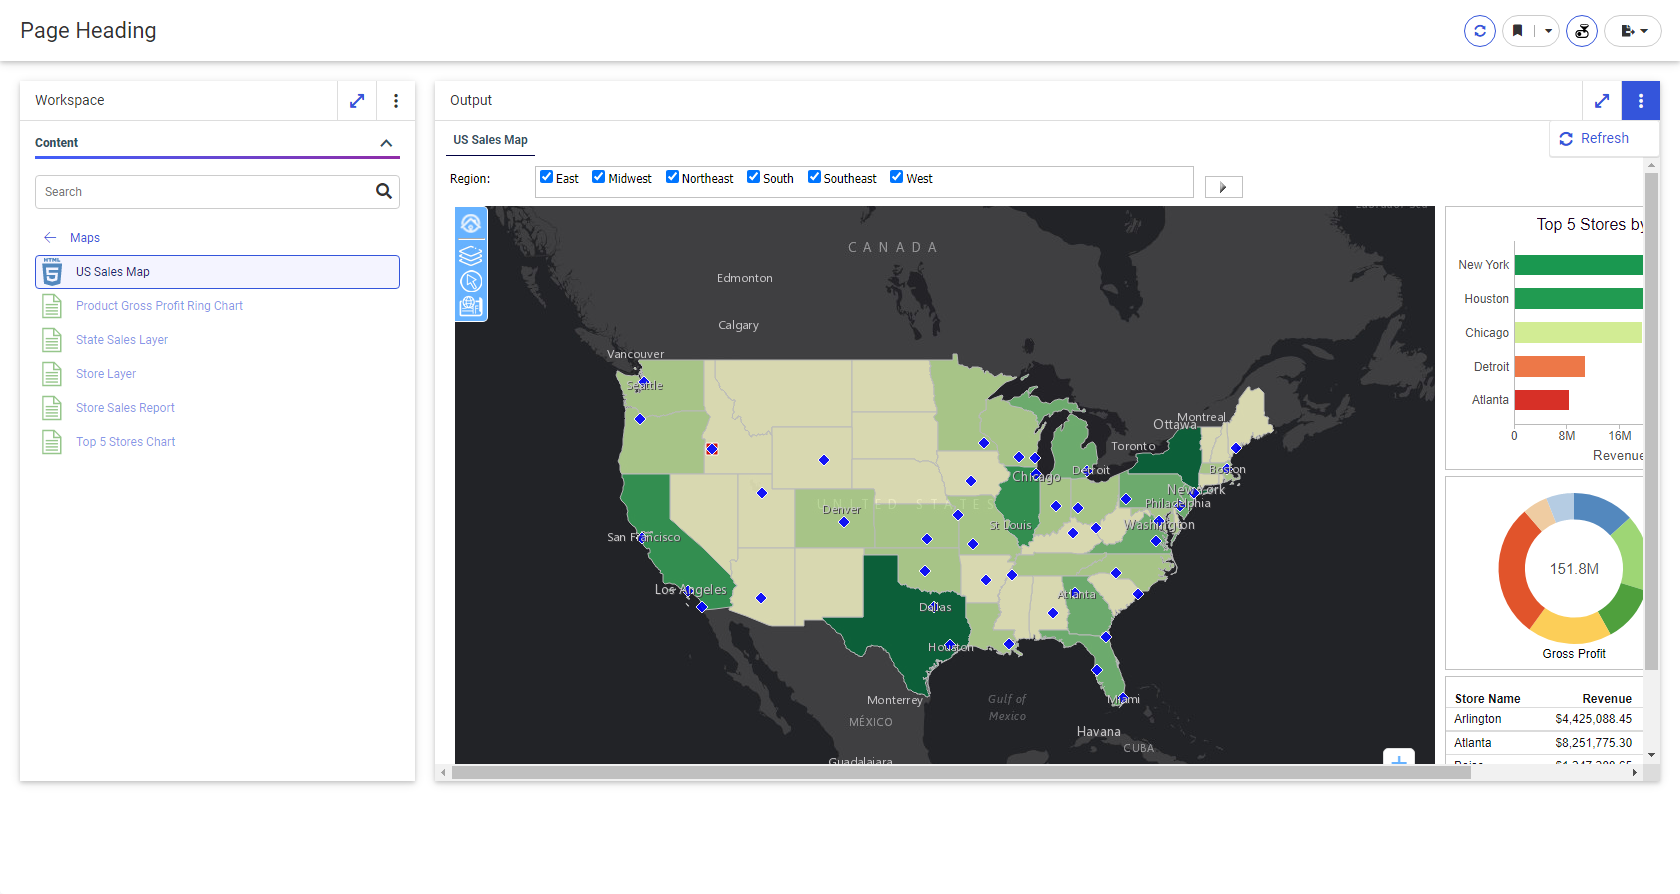 Page Heading
Workspace
Output
Refresh
Content
US Sales Map
Search
Region:
East Midwest Northeast South Southeast West
Maps
US Sales Map
Product Gross Profit Ring Chart
State Sales Layer
Store Layer
Store Sales Report
Top 5 Stores Chart
HTML
5
CANADA
Edmonton
Calgary
Vancouver
Seattle
Montreal
Ottawa
Toronto
Detroit
Boston
Chicago
New York
Philadelphia
UNITED STATES
Denver
St Louis
Washington
San Francisco
Los Angeles
Atlanta
Dallas
Houston
Monterrey
Gulf of
Mexico
Miami
MÉXICO
Havana
CUBA
Guadalajara
Top 5 Stores by
New York
Houston
Chicago
Detroit
Atlanta
0 8M 16M
Revenue
151.8M
Gross Profit
Store Name Revenue
Arlington $4,425,088.45
Atlanta $8,251,775.30